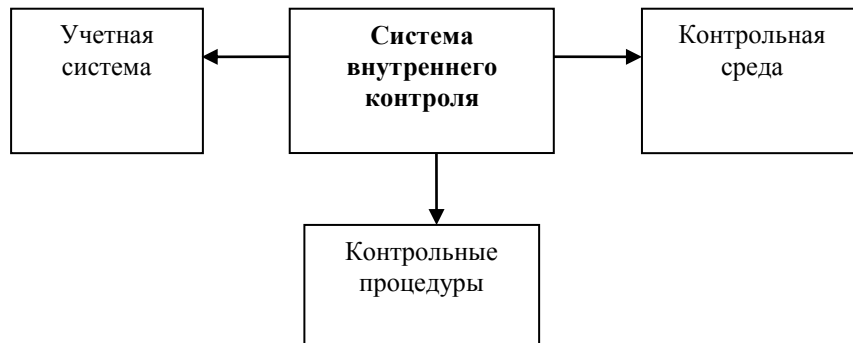 Учетная
система
Система
внутреннего
контроля
Контрольная
среда
Контрольные
процедуры